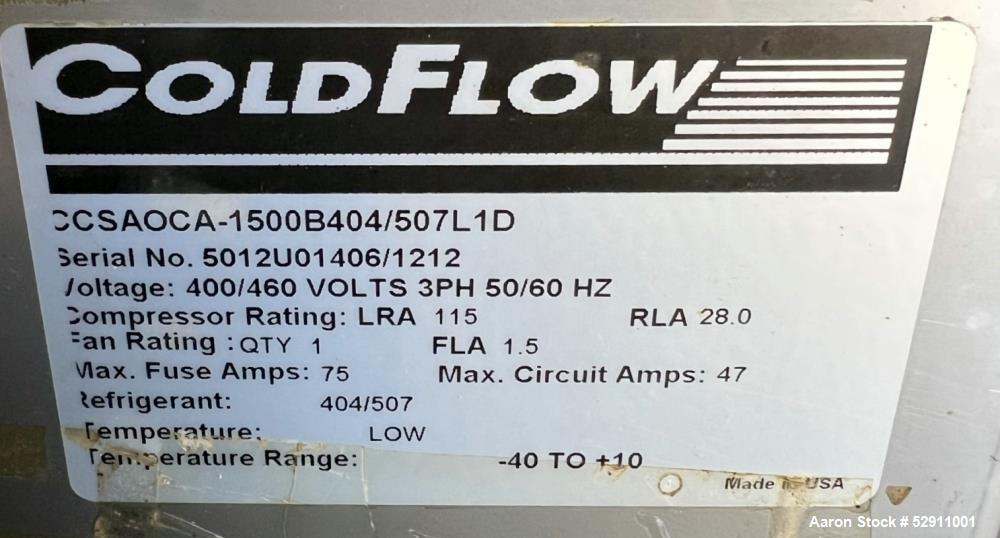 COLDFLOW
CCSAOCA-1500B404/507L1D
Serial No. 5012U01406/1212
Voltage: 400/460 VOLTS 3PH 50/60 HZ
Compressor Rating: LRA 115 RLA 28.0
Fan Rating : QTY 1 FLA 1.5
Max. Fuse Amps: 75 Max. Circuit Amps: 47
Refrigerant: 404/507
Temperature: LOW
Temperature Range: -40 TO +10
Made in USA
Aaron Stock # 52911001